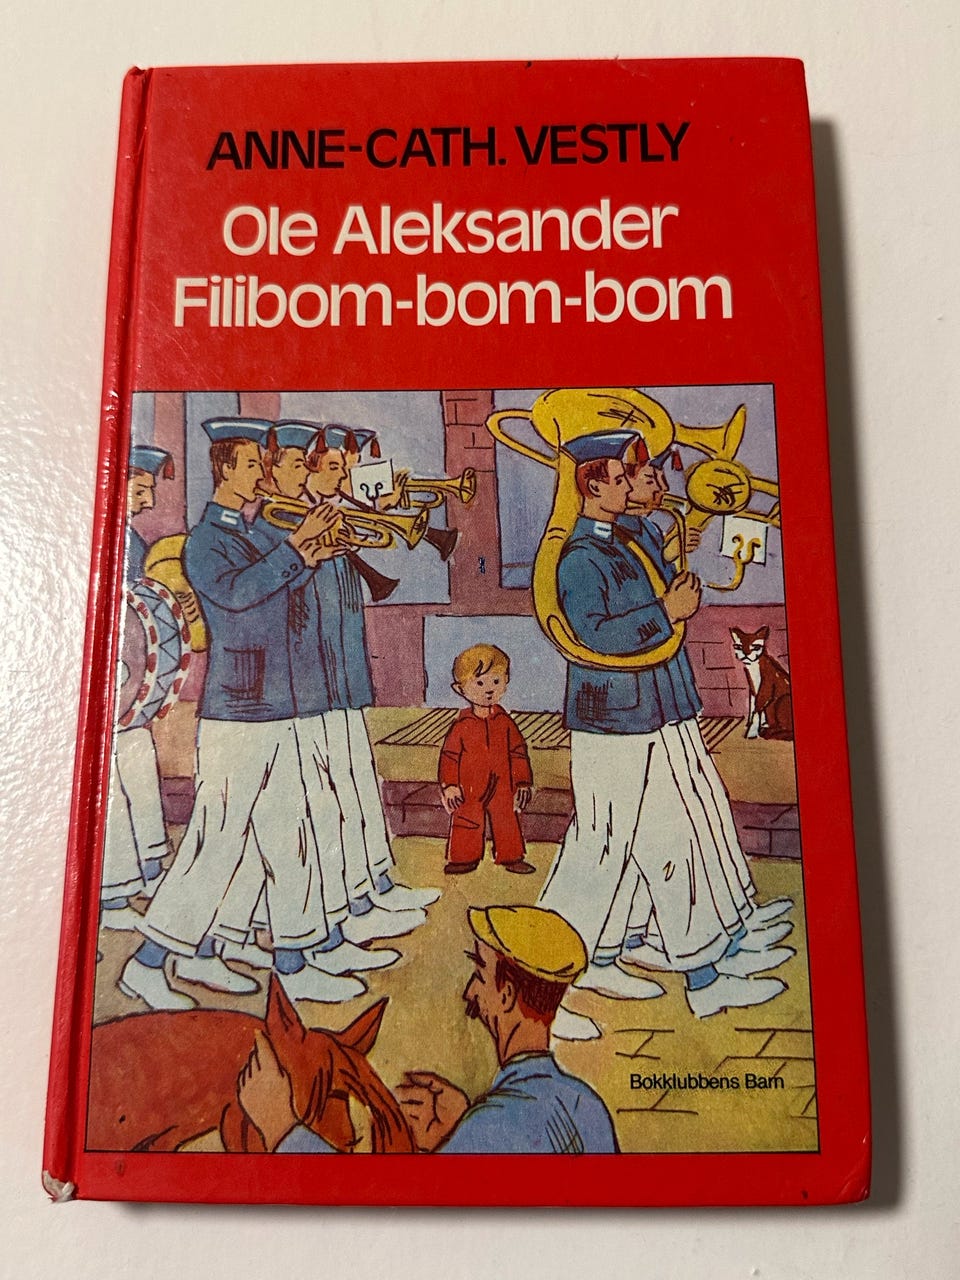 ANNE-CATH. VESTLY
Ole Aleksander
Filibom-bom-bom
Bokklubbens Barn